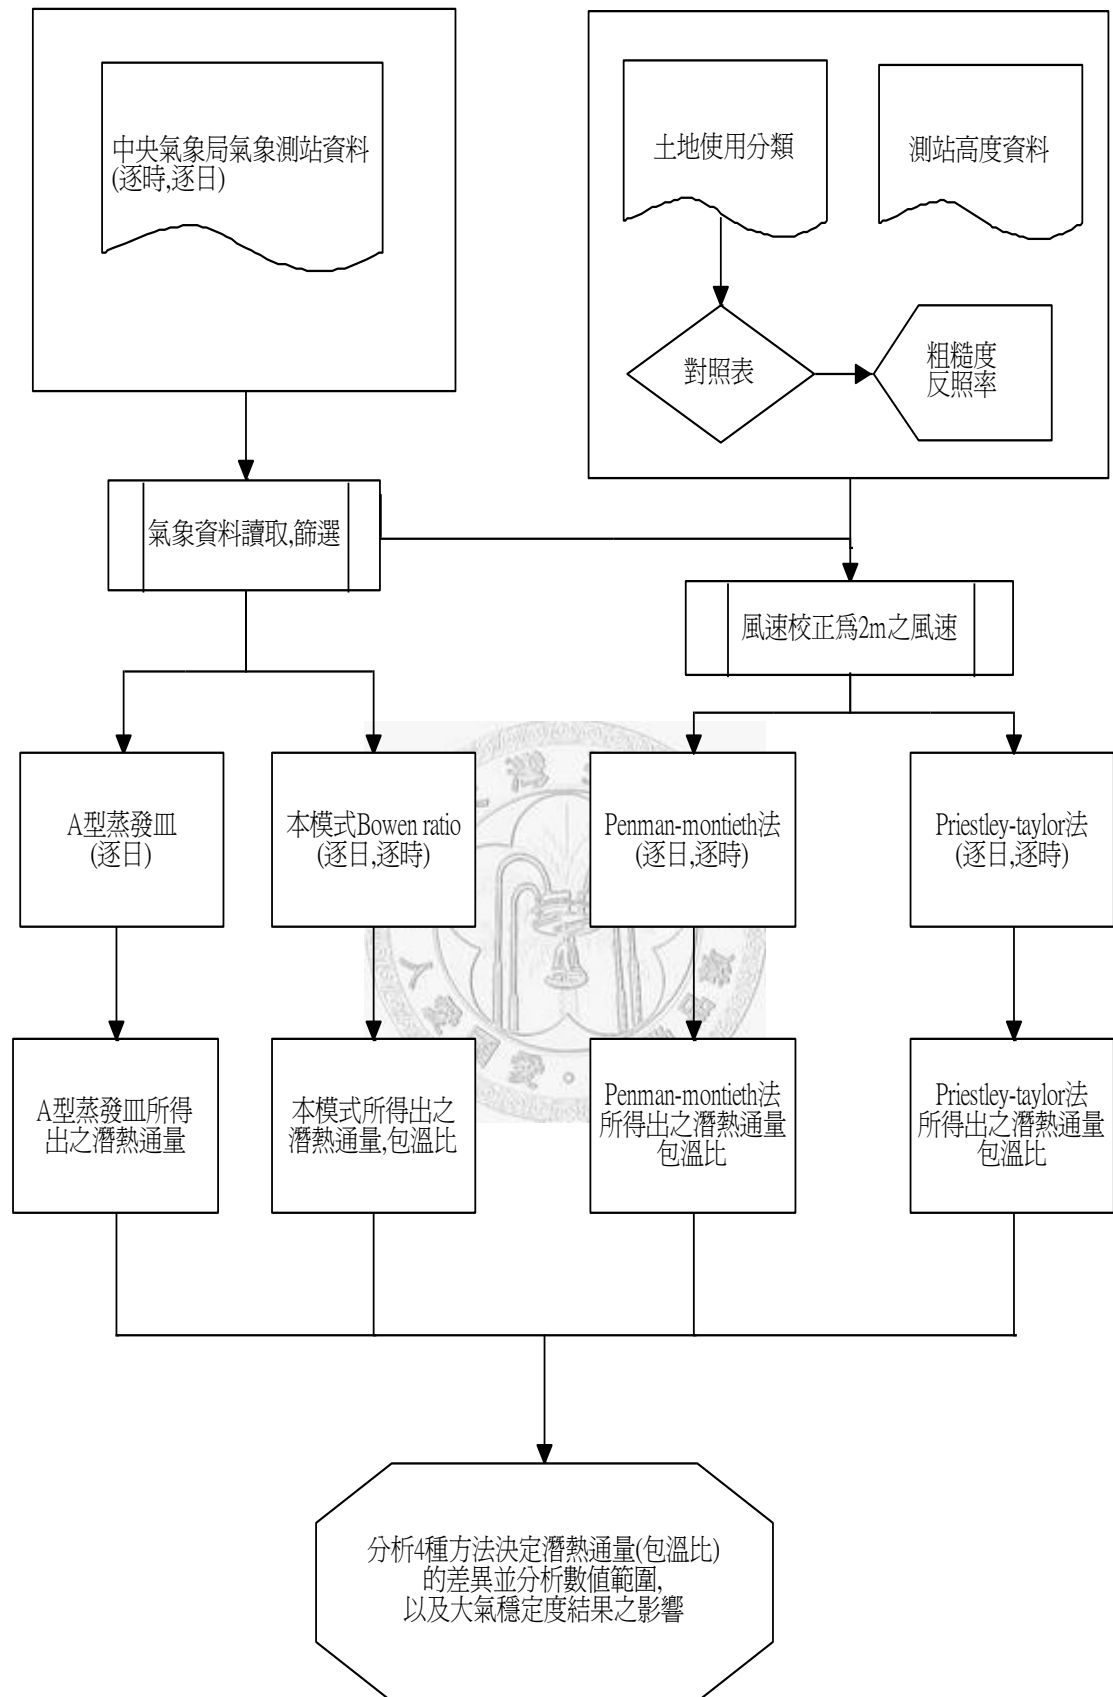 中央氣象局氣象測站資料
(逐時,逐日)
土地使用分類
測站高度資料
對照表
粗糙度
反照率
氣象資料讀取,篩選
風速校正為2m之風速
A型蒸發皿
(逐日)
本模式Bowen ratio
(逐日,逐時)
Penman-montieth法
(逐日,逐時)
Priestley-taylor法
(逐日,逐時)
A型蒸發皿所得
出之潛熱通量
本模式所得出之
潛熱通量,包溫比
Penman-montieth法
所得出之潛熱通量
包溫比
Priestley-taylor法
所得出之潛熱通量
包溫比
分析4種方法決定潛熱通量(包溫比)
的差異並分析數值範圍,
以及大氣穩定度結果之影響